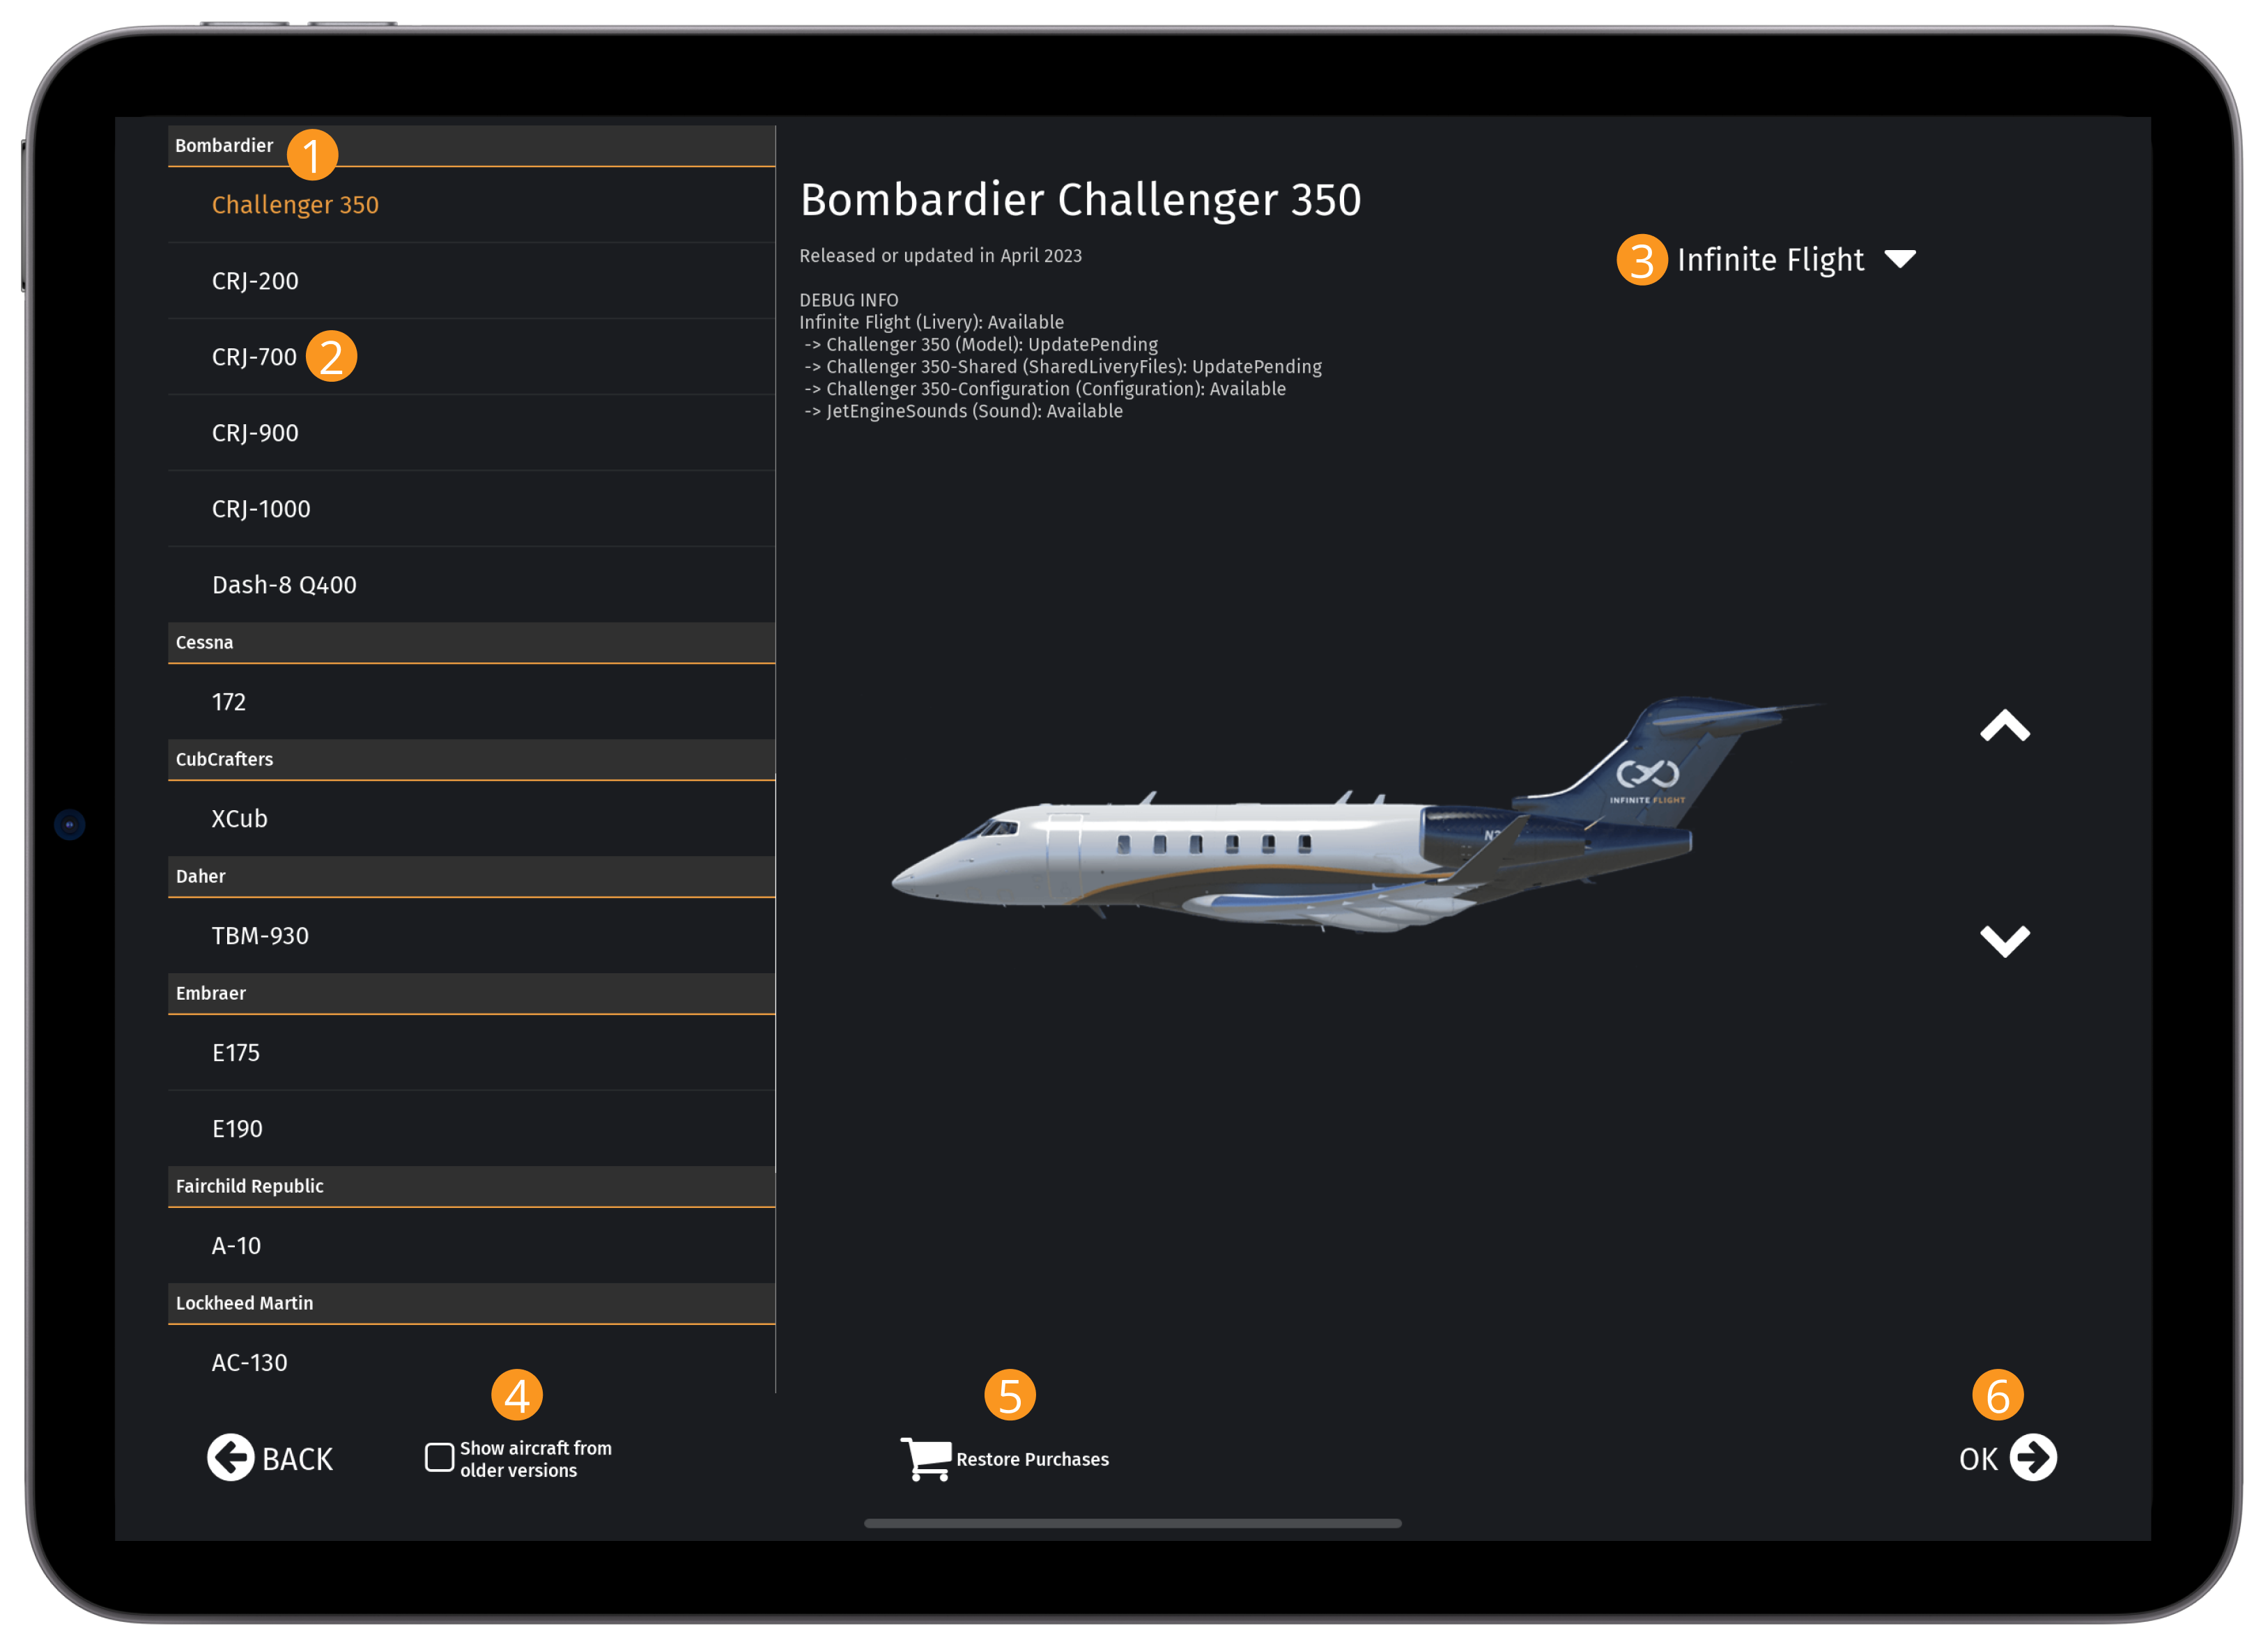 Bombardier
1
Challenger 350
CRJ-200
CRJ-700
2
CRJ-900
CRJ-1000
Dash-8 Q400
Cessna
172
CubCrafters
XCub
Daher
TBM-930
Embraer
E175
E190
Fairchild Republic
A-10
Lockheed Martin
AC-130
Bombardier Challenger 350
Released or updated in April 2023
DEBUG INFO
Infinite Flight (Livery): Available
-> Challenger 350 (Model): UpdatePending
-> Challenger 350-Shared (SharedLiveryFiles): UpdatePending
-> Challenger 350-Configuration (Configuration): Available
-> JetEngineSounds (Sound): Available
3
Infinite Flight
INFINITE FLIGHT
4
5
6
BACK
Show aircraft from
older versions
Restore Purchases
OK